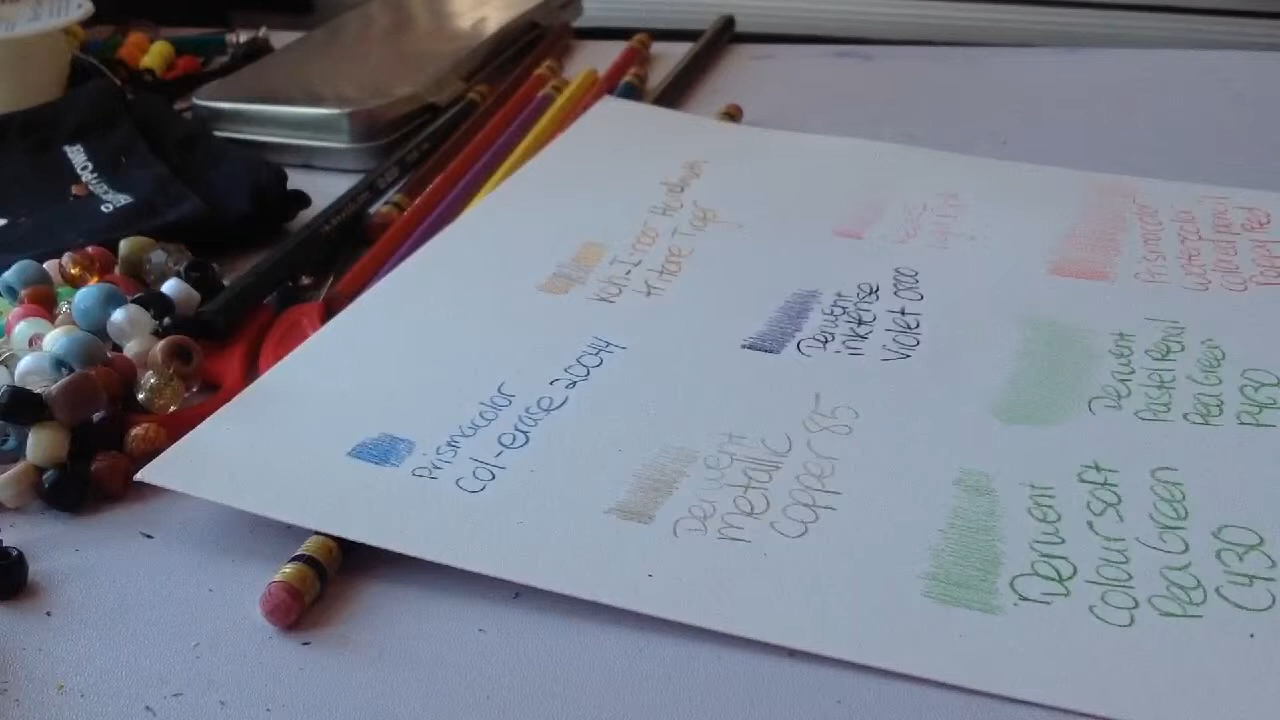 Koh-I-noor Hardtmuth
tritone Tiger
Prismacolor
Col-erase 20044
Derwent
inktense
Violet 0800
Derwent
metallic
Copper 85
Prismacolor
watercolor
colored pencil
Poppy Red
Derwent
Pastel Pencil
Pea Green
P430
Derwent
Coloursoft
Pea Green
C430